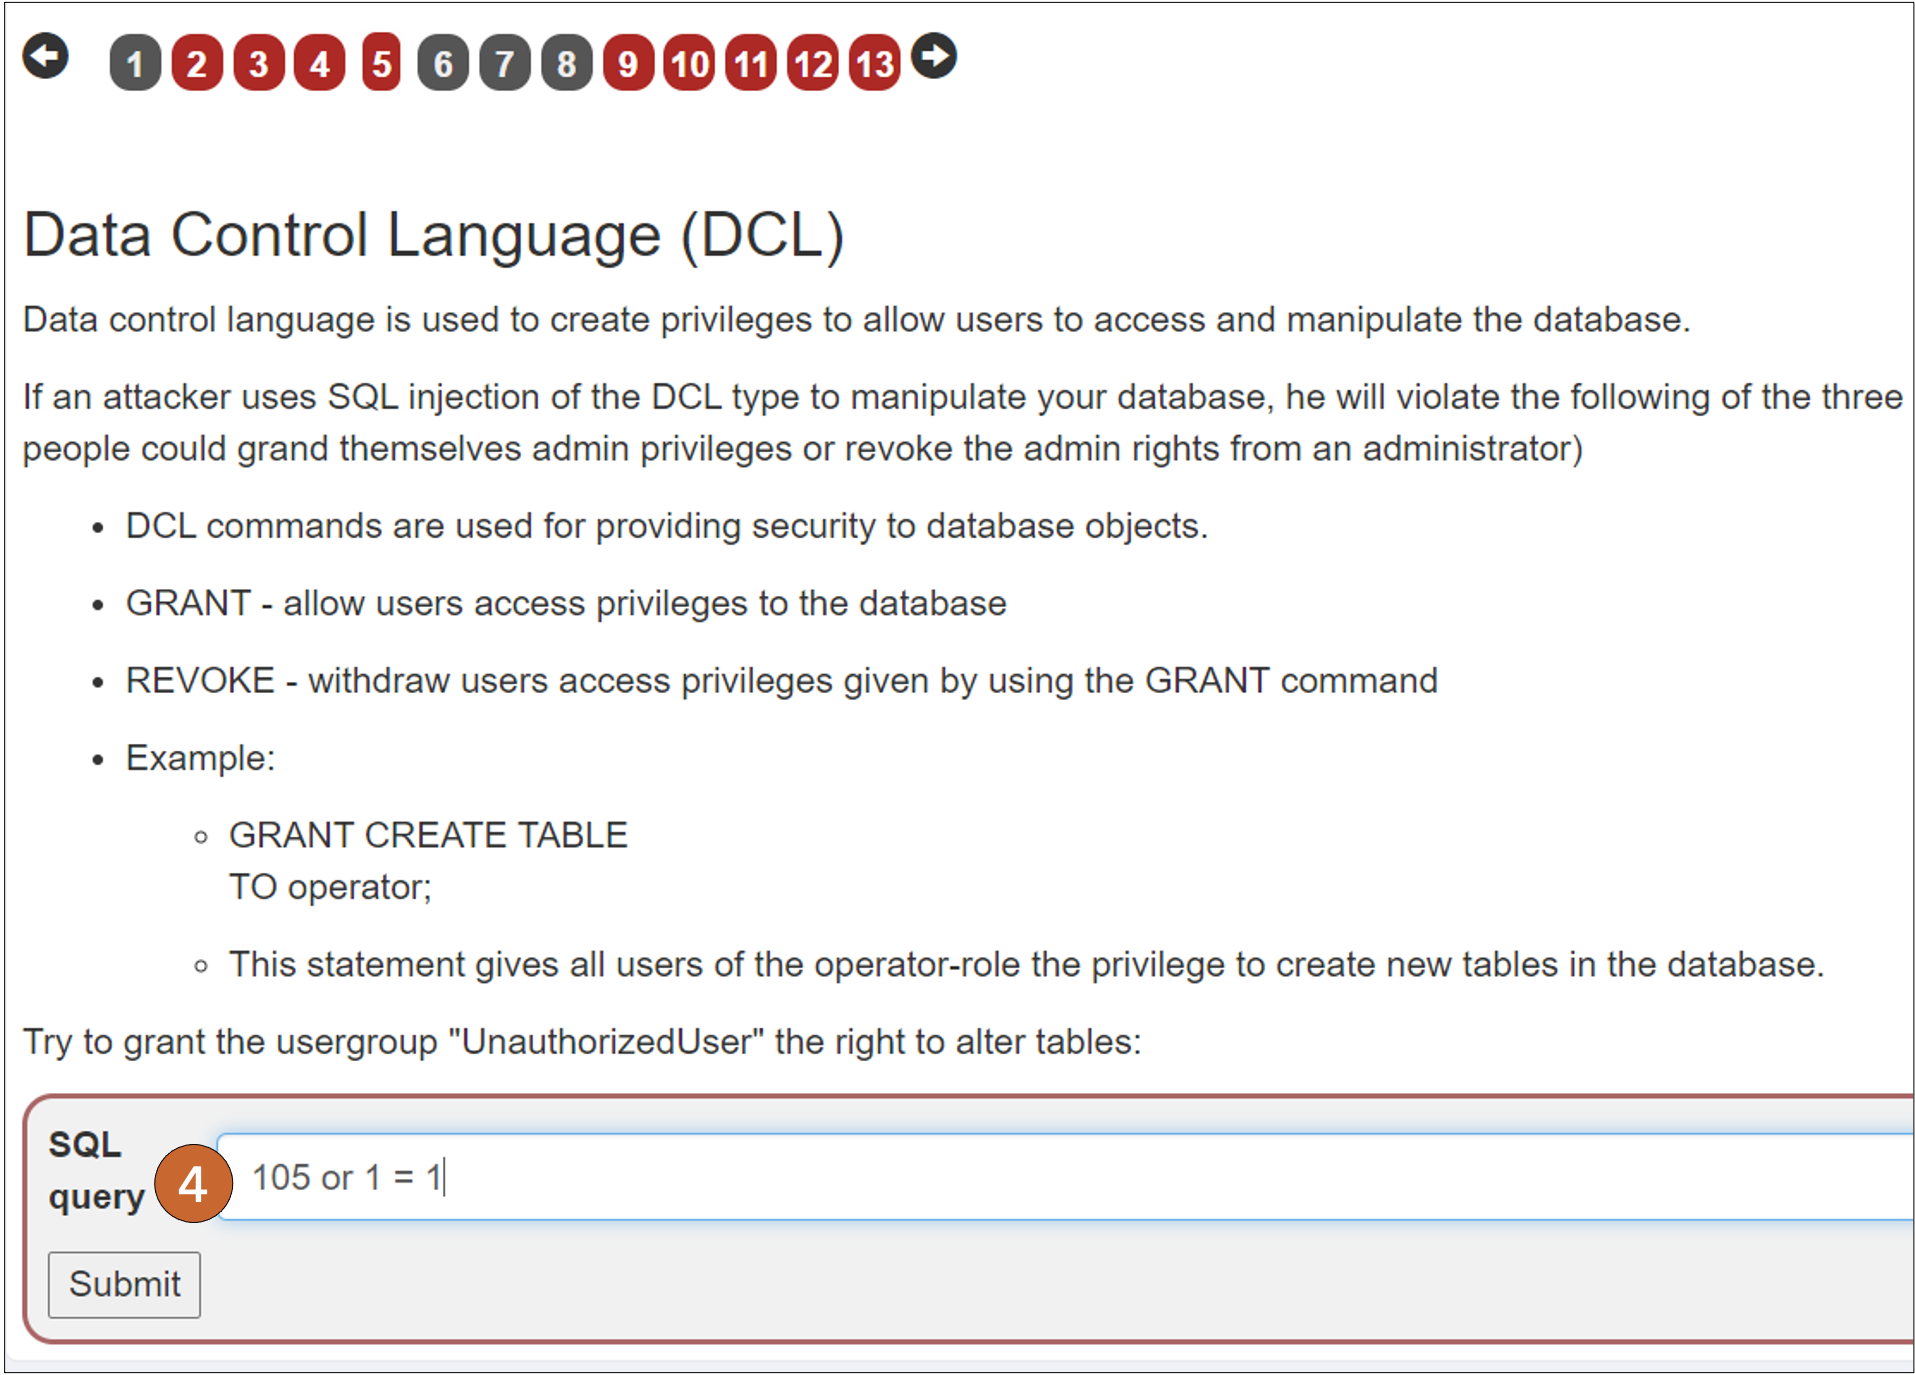 1 2 3 4 5 6 7 8 9 10 11 12 13
Data Control Language (DCL)
Data control language is used to create privileges to allow users to access and manipulate the database.
If an attacker uses SQL injection of the DCL type to manipulate your database, he will violate the following of the three
people could grand themselves admin privileges or revoke the admin rights from an administrator)
• DCL commands are used for providing security to database objects.
• GRANT - allow users access privileges to the database
• REVOKE - withdraw users access privileges given by using the GRANT command
• Example:
◦ GRANT CREATE TABLE
TO operator;
◦ This statement gives all users of the operator-role the privilege to create new tables in the database.
Try to grant the usergroup "UnauthorizedUser" the right to alter tables:
SQL
query 4 105 or 1 = 1
Submit